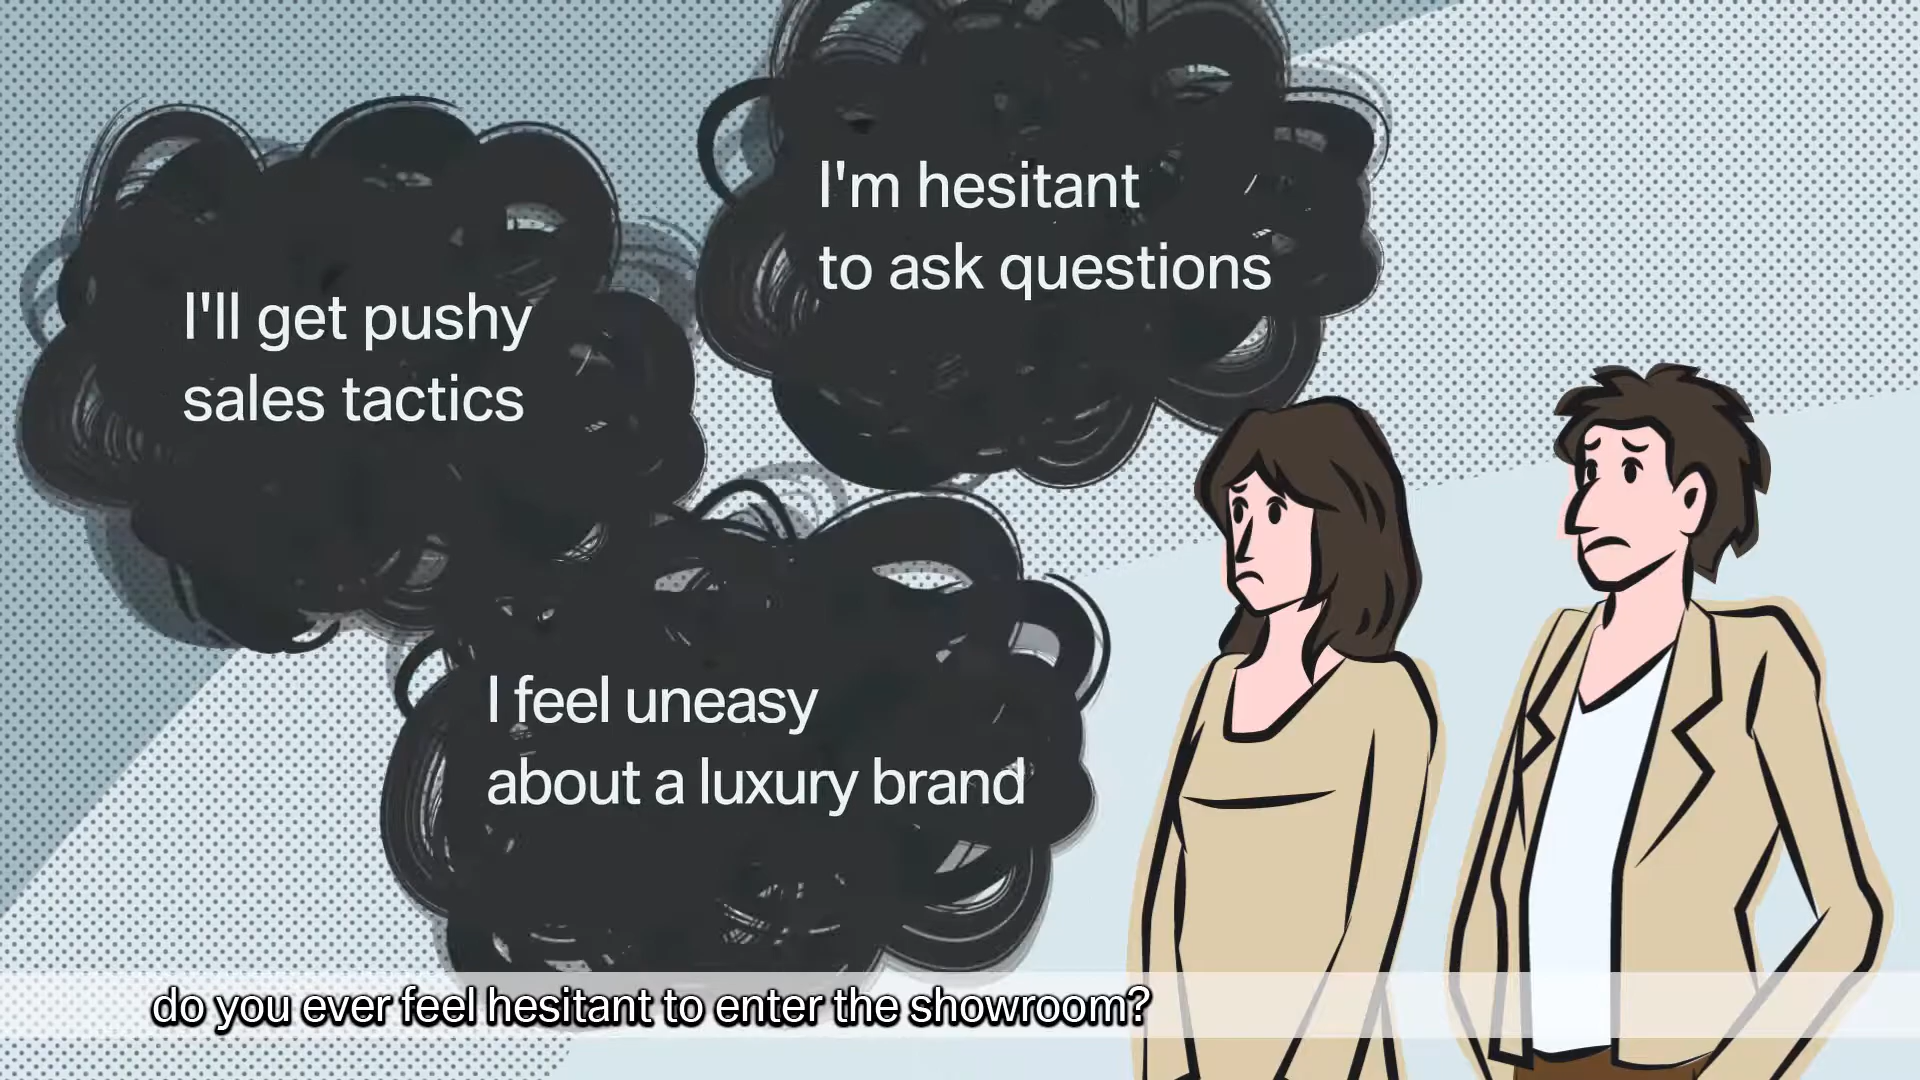 I'm hesitant
to ask questions
I'll get pushy
sales tactics
I feel uneasy
about a luxury brand
do you ever feel hesitant to enter the showroom?